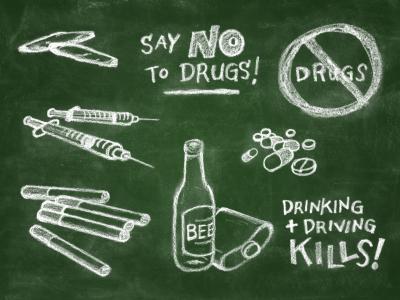 SAY NO
TO DRUGS!
DRUGS
BEE
DRINKING
+ DRIVING
KILLS!